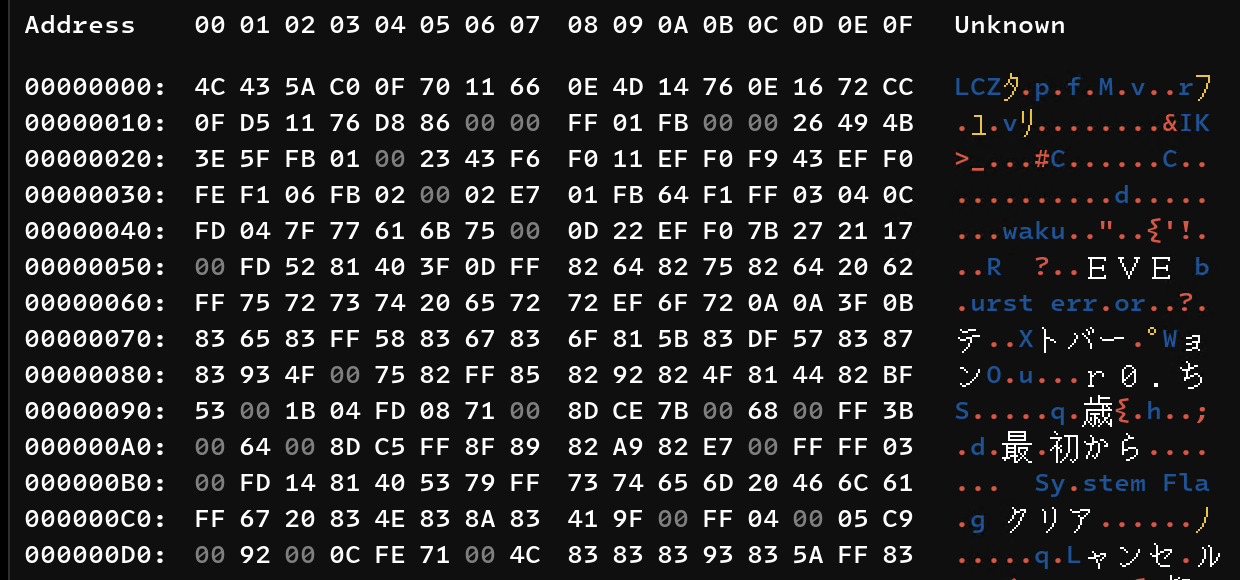 Address 00 01 02 03 04 05 06 07 08 09 0A 0B 0C 0D 0E 0F Unknown
00000000: 4C 43 5A C0 0F 70 11 66 0E 4D 14 76 0E 16 72 CC LCZタ.p.f.M.v..rフ
00000010: 0F D5 11 76 D8 86 00 00 FF 01 FB 00 00 26 49 4B .ユ.vリ........&IK
00000020: 3E 5F FB 01 00 23 43 F6 F0 11 EF F0 F9 43 EF F0 >_...#C......C..
00000030: FE F1 06 FB 02 00 02 E7 01 FB 64 F1 FF 03 04 0C ..........d.....
00000040: FD 04 7F 77 61 6B 75 00 0D 22 EF F0 7B 27 21 17 ...waku.."..{'!.
00000050: 00 FD 52 81 40 3F 0D FF 82 64 82 75 82 64 20 62 ..R ?..EVE b
00000060: FF 75 72 73 74 20 65 72 72 EF 6F 72 0A 0A 3F 0B .urst err.or..?.
00000070: 83 65 83 FF 58 83 67 83 6F 81 5B 83 DF 57 83 87 テ..Xトバー.゚Wョ
00000080: 83 93 4F 00 75 82 FF 85 82 92 82 4F 81 44 82 BF ンO.u...r0.ち
00000090: 53 00 1B 04 FD 08 71 00 8D CE 7B 00 68 00 FF 3B S.....q.歳{.h..;
000000A0: 00 64 00 8D C5 FF 8F 89 82 A9 82 E7 00 FF FF 03 .d.最.初から....
000000B0: 00 FD 14 81 40 53 79 FF 73 74 65 6D 20 46 6C 61 ... Sy.stem Fla
000000C0: FF 67 20 83 4E 83 8A 83 41 9F 00 FF 04 00 05 C9 .g クリア......ノ
000000D0: 00 92 00 0C FE 71 00 4C 83 83 83 93 83 5A FF 83 .....q.Lャンセ.ル